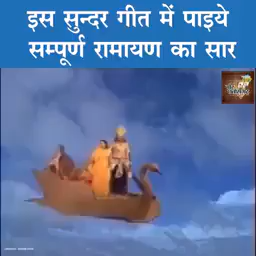 इस सुन्दर गीत में पाइये
सम्पूर्ण रामायण का सार